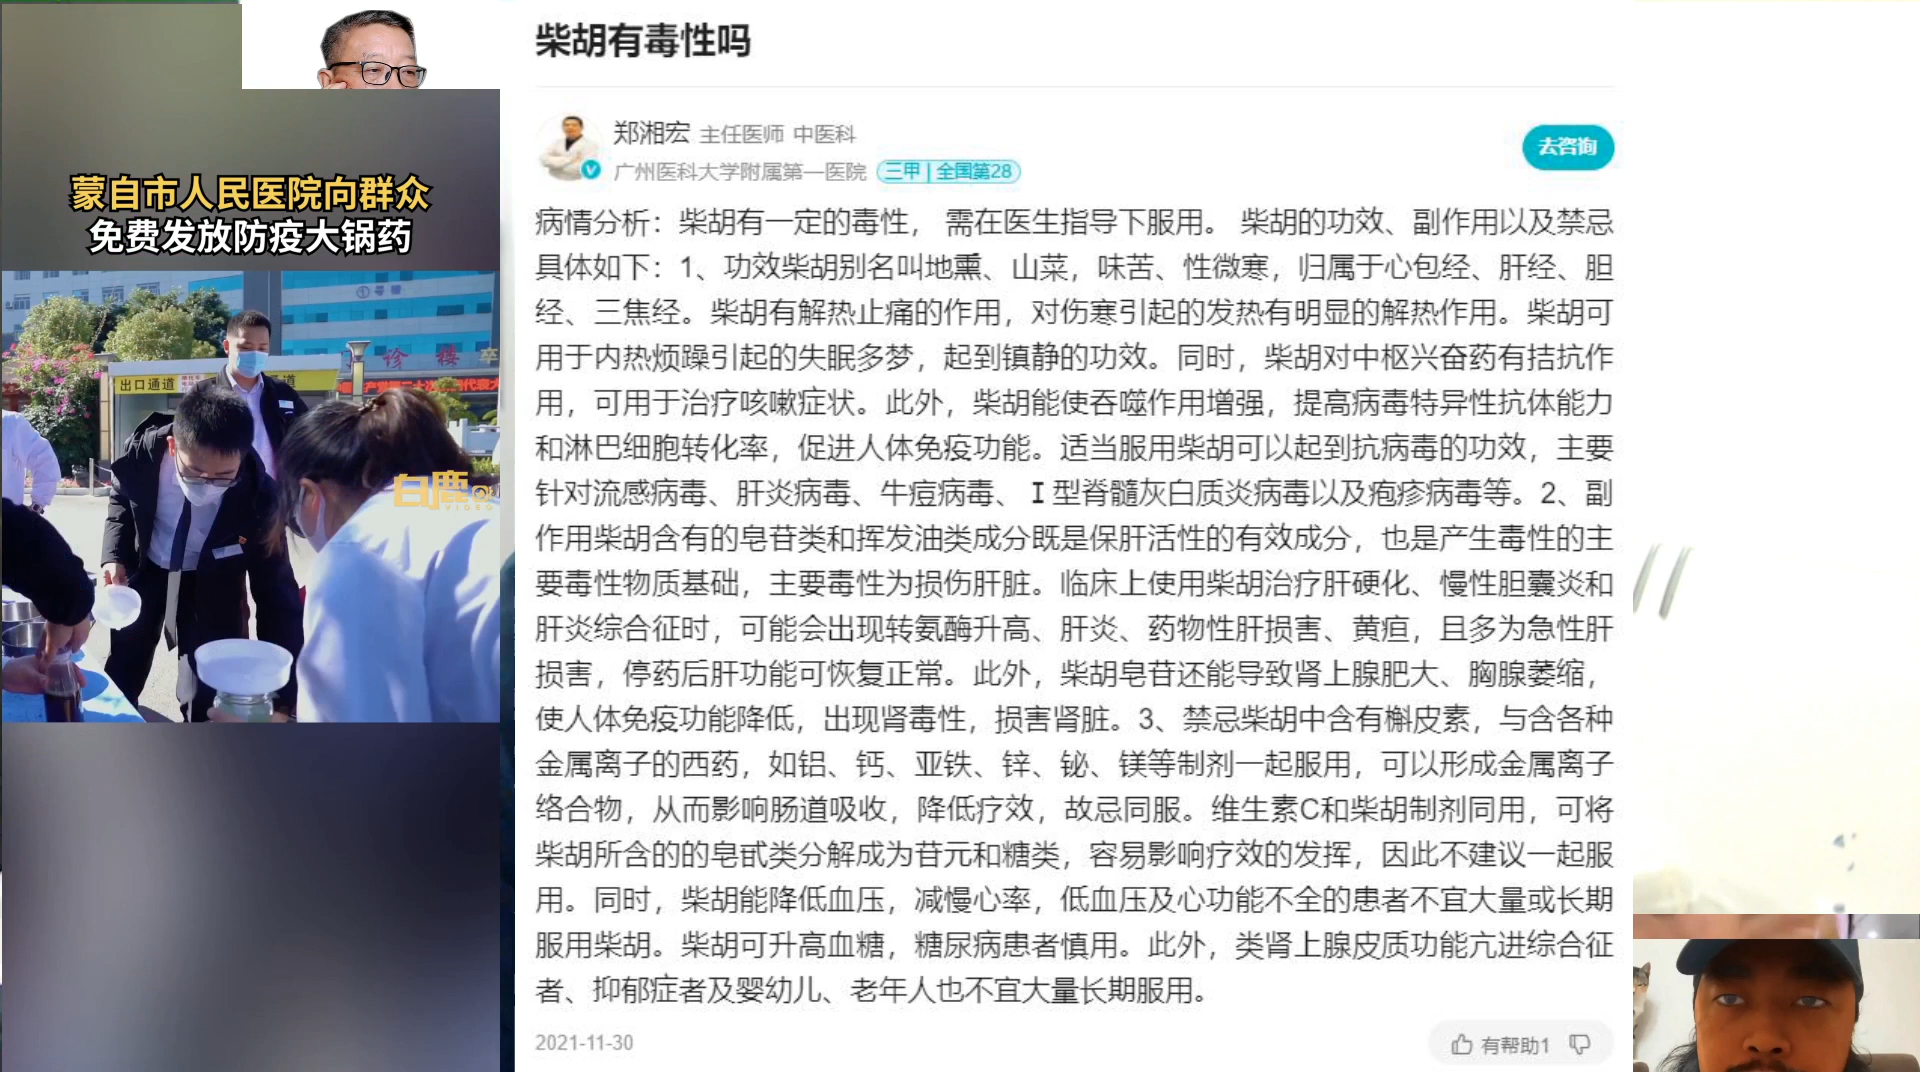 蒙自市人民医院向群众
免费发放防疫大锅药
出口通道
通道
诊楼
白鹿
VIDEO
柴胡有毒性吗
郑湘宏 主任医师 中医科
广州医科大学附属第一医院 三甲 | 全国第28
去咨询
病情分析：柴胡有一定的毒性， 需在医生指导下服用。 柴胡的功效、副作用以及禁忌
具体如下：1、功效柴胡别名叫地熏、山菜，味苦、性微寒，归属于心包经、肝经、胆
经、三焦经。柴胡有解热止痛的作用，对伤寒引起的发热有明显的解热作用。柴胡可
用于内热烦躁引起的失眠多梦，起到镇静的功效。同时，柴胡对中枢兴奋药有拮抗作
用，可用于治疗咳嗽症状。此外，柴胡能使吞噬作用增强，提高病毒特异性抗体能力
和淋巴细胞转化率，促进人体免疫功能。适当服用柴胡可以起到抗病毒的功效，主要
针对流感病毒、肝炎病毒、牛痘病毒、 I 型脊髓灰白质炎病毒以及疱疹病毒等。2、副
作用柴胡含有的皂苷类和挥发油类成分既是保肝活性的有效成分，也是产生毒性的主
要毒性物质基础，主要毒性为损伤肝脏。临床上使用柴胡治疗肝硬化、慢性胆囊炎和
肝炎综合征时，可能会出现转氨酶升高、肝炎、药物性肝损害、黄疸，且多为急性肝
损害，停药后肝功能可恢复正常。此外，柴胡皂苷还能导致肾上腺肥大、胸腺萎缩，
使人体免疫功能降低，出现肾毒性，损害肾脏。3、禁忌柴胡中含有槲皮素，与含各种
金属离子的西药，如铝、钙、亚铁、锌、铋、镁等制剂一起服用，可以形成金属离子
络合物，从而影响肠道吸收，降低疗效，故忌同服。维生素C和柴胡制剂同用，可将
柴胡所含的的皂甙类分解成为苷元和糖类，容易影响疗效的发挥，因此不建议一起服
用。同时，柴胡能降低血压，减慢心率，低血压及心功能不全的患者不宜大量或长期
服用柴胡。柴胡可升高血糖，糖尿病患者慎用。此外，类肾上腺皮质功能亢进综合征
者、抑郁症者及婴幼儿、老年人也不宜大量长期服用。
2021-11-30
有帮助1